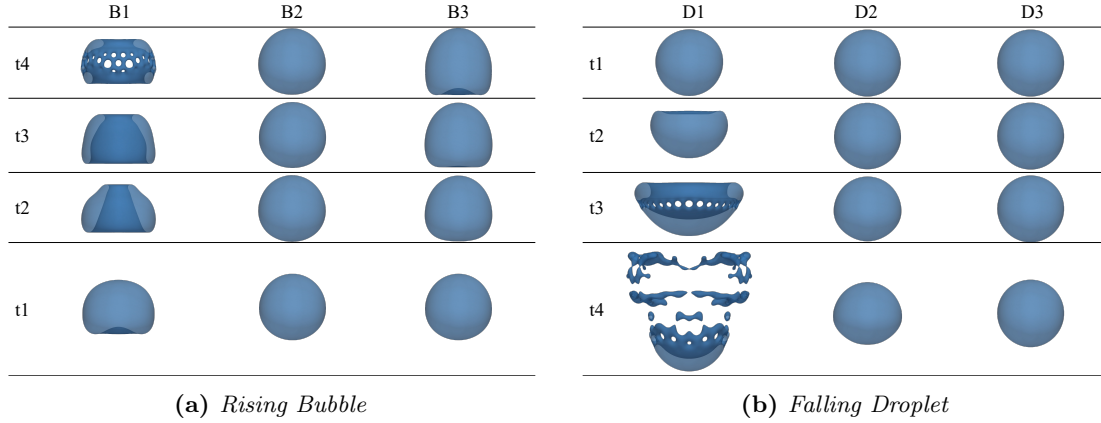 B1 B2 B3
t4
t3
t2
t1
(a) Rising Bubble
D1 D2 D3
t1
t2
t3
t4
(b) Falling Droplet